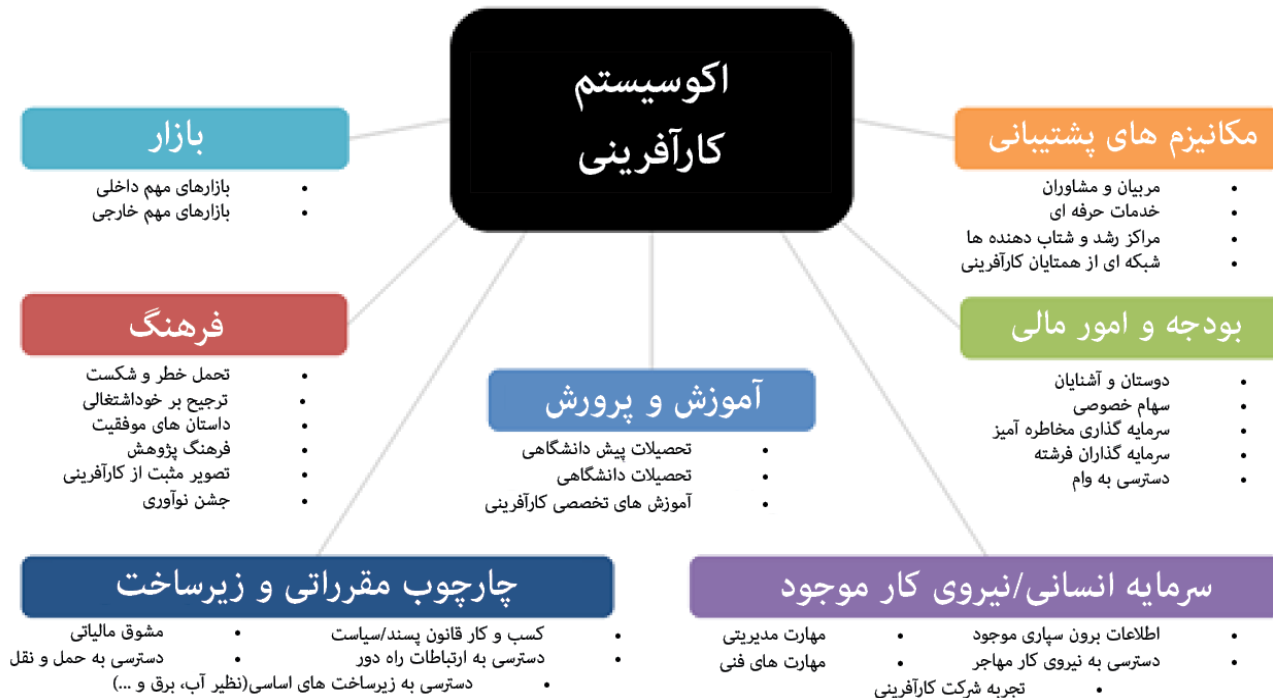 اکوسیستم
کارآفرینی
مکانیزم های پشتیبانی
مربیان و مشاوران
خدمات حرفه ای
مراکز رشد و شتاب دهنده ها
شبکه ای از همتایان کارآفرینی
بازار
بازارهای مهم داخلی
بازارهای مهم خارجی
بودجه و امور مالی
دوستان و آشنایان
سهام خصوصی
سرمایه گذاری مخاطره آمیز
سرمایه گذاران فرشته
دسترسی به وام
فرهنگ
تحمل خطر و شکست
ترجیح بر خوداشتغالی
داستان های موفقیت
فرهنگ پژوهش
تصویر مثبت از کارآفرینی
جشن نوآوری
آموزش و پرورش
تحصیلات پیش دانشگاهی
تحصیلات دانشگاهی
آموزش های تخصصی کارآفرینی
سرمایه انسانی/نیروی کار موجود
اطلاعات برون سپاری موجود
دسترسی به نیروی کار مهاجر
تجربه شرکت کارآفرینی
مهارت مدیریتی
مهارت های فنی
چارچوب مقرراتی و زیرساخت
کسب و کار قانون پسند/سیاست
دسترسی به ارتباطات راه دور
دسترسی به زیرساخت های اساسی(نظیر آب، برق و ...)
مشوق مالیاتی
دسترسی به حمل و نقل